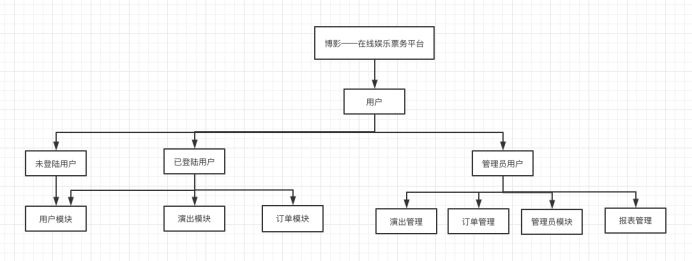 博影——在线娱乐票务平台
用户
未登陆用户
已登陆用户
管理员用户
用户模块
演出模块
订单模块
演出管理
订单管理
管理员模块
报表管理